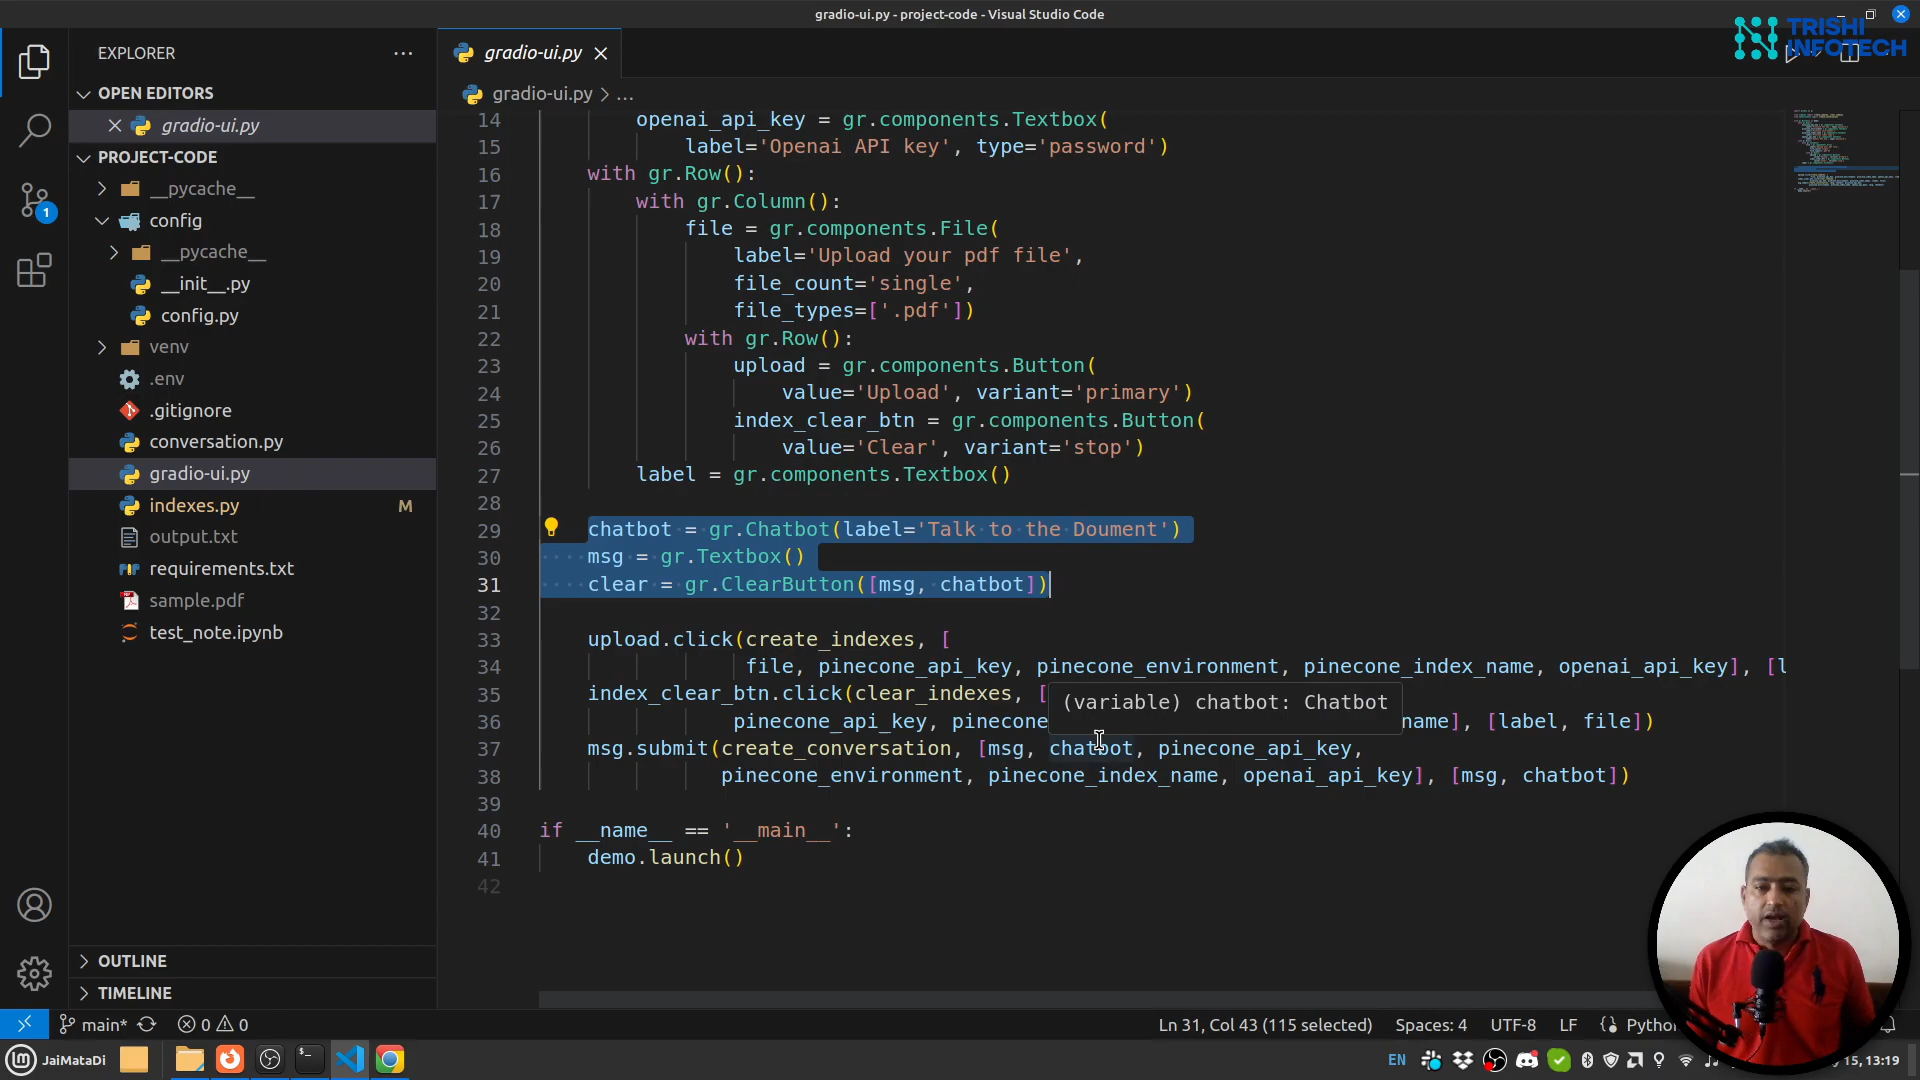 gradio-ui.py - project-code - Visual Studio Code
TRISHI
INFOTECH
EXPLORER
gradio-ui.py
OPEN EDITORS
gradio-ui.py
PROJECT-CODE
__pycache__
config
__pycache__
__init__.py
config.py
venv
.env
.gitignore
conversation.py
gradio-ui.py
indexes.py M
output.txt
requirements.txt
sample.pdf
test_note.ipynb
OUTLINE
TIMELINE
gradio-ui.py > ...
14 openai_api_key = gr.components.Textbox(
15 label='Openai API key', type='password')
16 with gr.Row():
17 with gr.Column():
18 file = gr.components.File(
19 label='Upload your pdf file',
20 file_count='single',
21 file_types=['.pdf'])
22 with gr.Row():
23 upload = gr.components.Button(
24 value='Upload', variant='primary')
25 index_clear_btn = gr.components.Button(
26 value='Clear', variant='stop')
27 label = gr.components.Textbox()
28
29 chatbot = gr.Chatbot(label='Talk to the Doument')
30 msg = gr.Textbox()
31 clear = gr.ClearButton([msg, chatbot])
32
33 upload.click(create_indexes, [
34 file, pinecone_api_key, pinecone_environment, pinecone_index_name, openai_api_key], [l
35 index_clear_btn.click(clear_indexes, [
(variable) chatbot: Chatbot
36 pinecone_api_key, pinecone name], [label, file])
37 msg.submit(create_conversation, [msg, chatbot, pinecone_api_key,
38 pinecone_environment, pinecone_index_name, openai_api_key], [msg, chatbot])
39
40 if __name__ == '__main__':
41 demo.launch()
42
1
main* 0 0
Ln 31, Col 43 (115 selected) Spaces: 4 UTF-8 LF
JaiMataDi
EN 15, 13:19